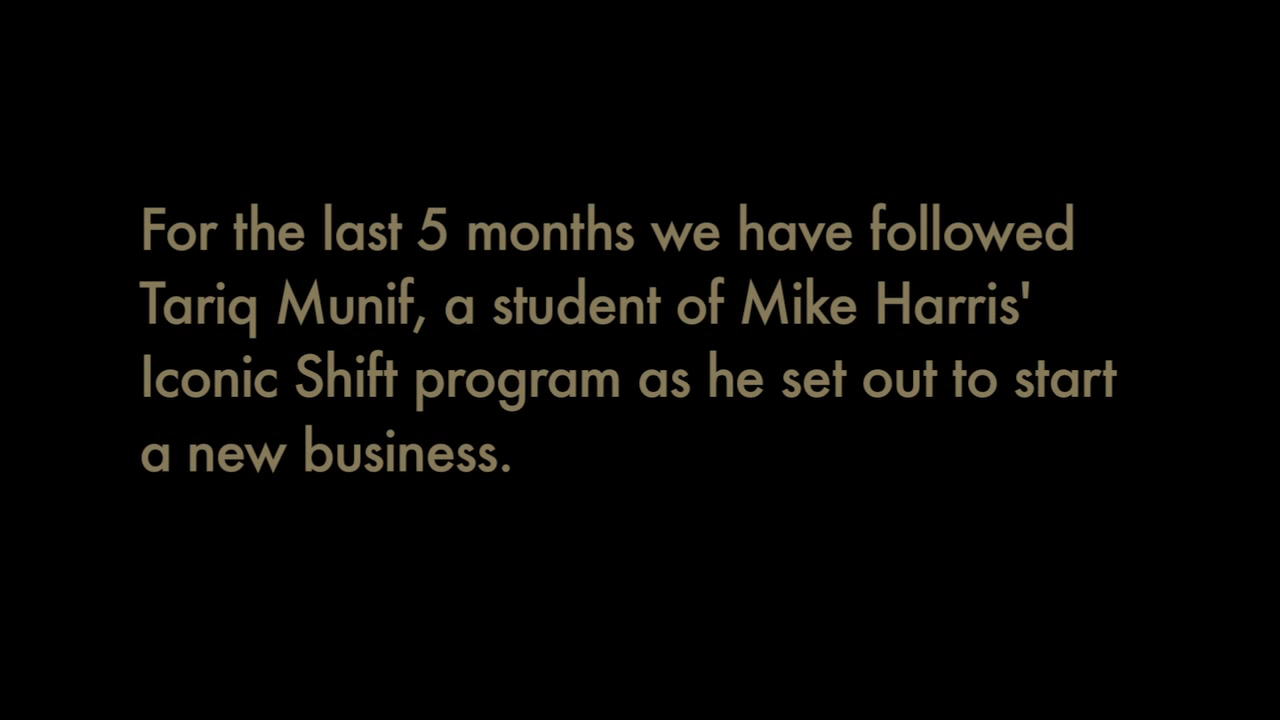 For the last 5 months we have followed
Tariq Munif, a student of Mike Harris'
Iconic Shift program as he set out to start
a new business.